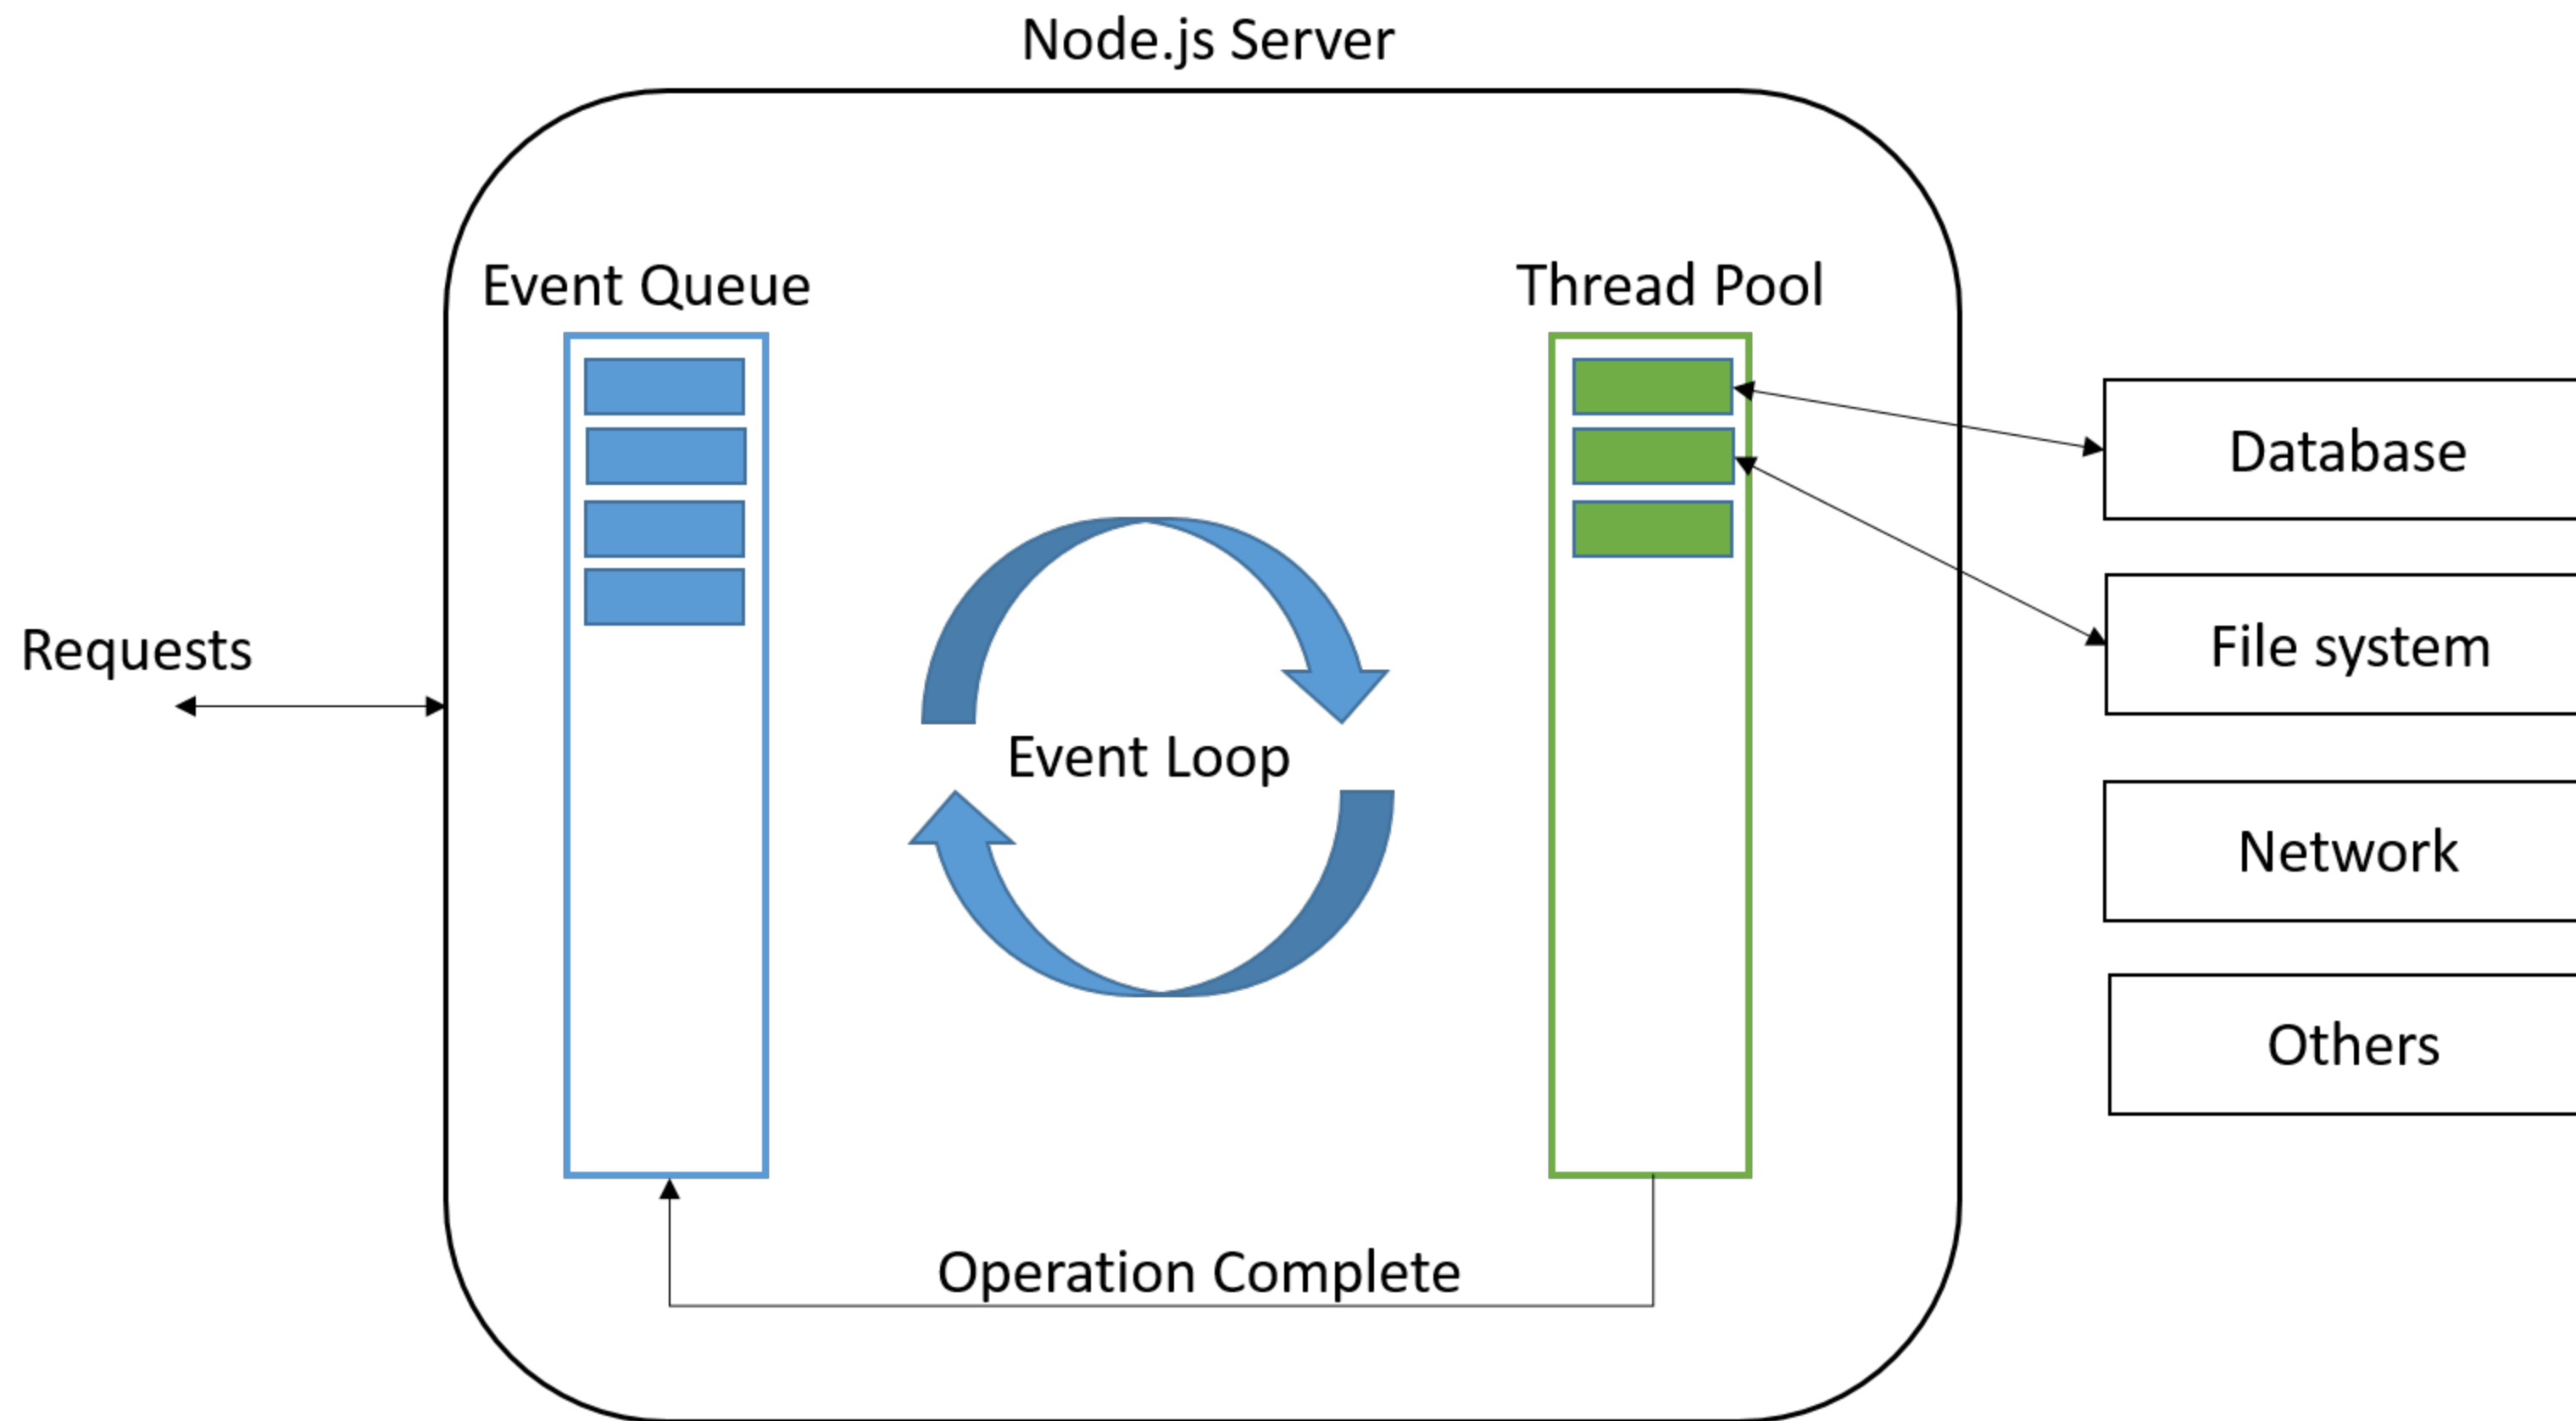 Node.js Server
Event Queue
Thread Pool
Database
File system
Requests
Event Loop
Network
Others
Operation Complete